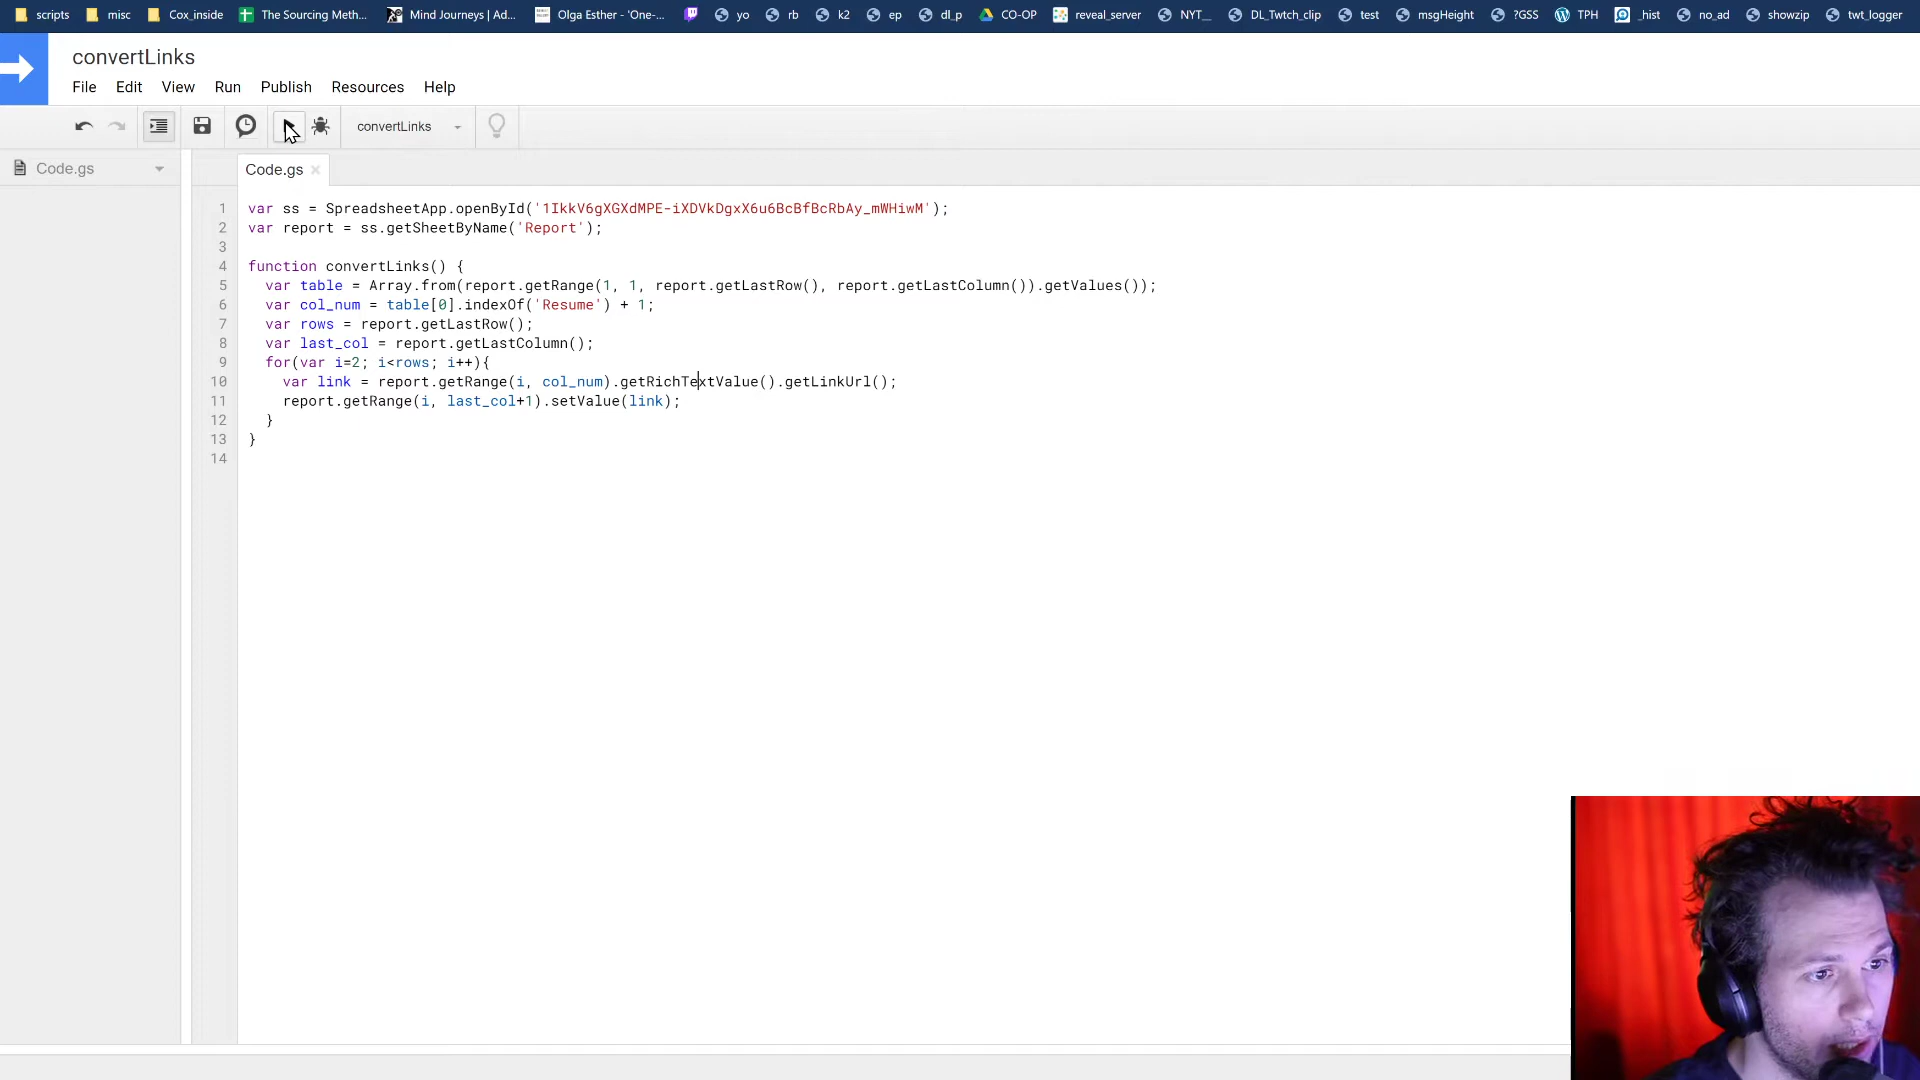 scripts misc Cox_inside The Sourcing Meth... Mind Journeys | Ad... Olga Esther - 'One-... yo rb k2 ep dl_p CO-OP reveal_server NYT__ DL_Twtch_clip test msgHeight ?GSS TPH _hist no_ad showzip twt_logger
convertLinks
File Edit View Run Publish Resources Help
convertLinks
Code.gs Code.gs
1 var ss = SpreadsheetApp.openById('1IkkV6gXGXdMPE-iXDVkDgxX6u6BcBfBcRbAy_mWHiwM');
2 var report = ss.getSheetByName('Report');
3
4 function convertLinks() {
5 var table = Array.from(report.getRange(1, 1, report.getLastRow(), report.getLastColumn()).getValues());
6 var col_num = table[0].indexOf('Resume') + 1;
7 var rows = report.getLastRow();
8 var last_col = report.getLastColumn();
9 for(var i=2; i<rows; i++){
10 var link = report.getRange(i, col_num).getRichTextValue().getLinkUrl();
11 report.getRange(i, last_col+1).setValue(link);
12 }
13 }
14